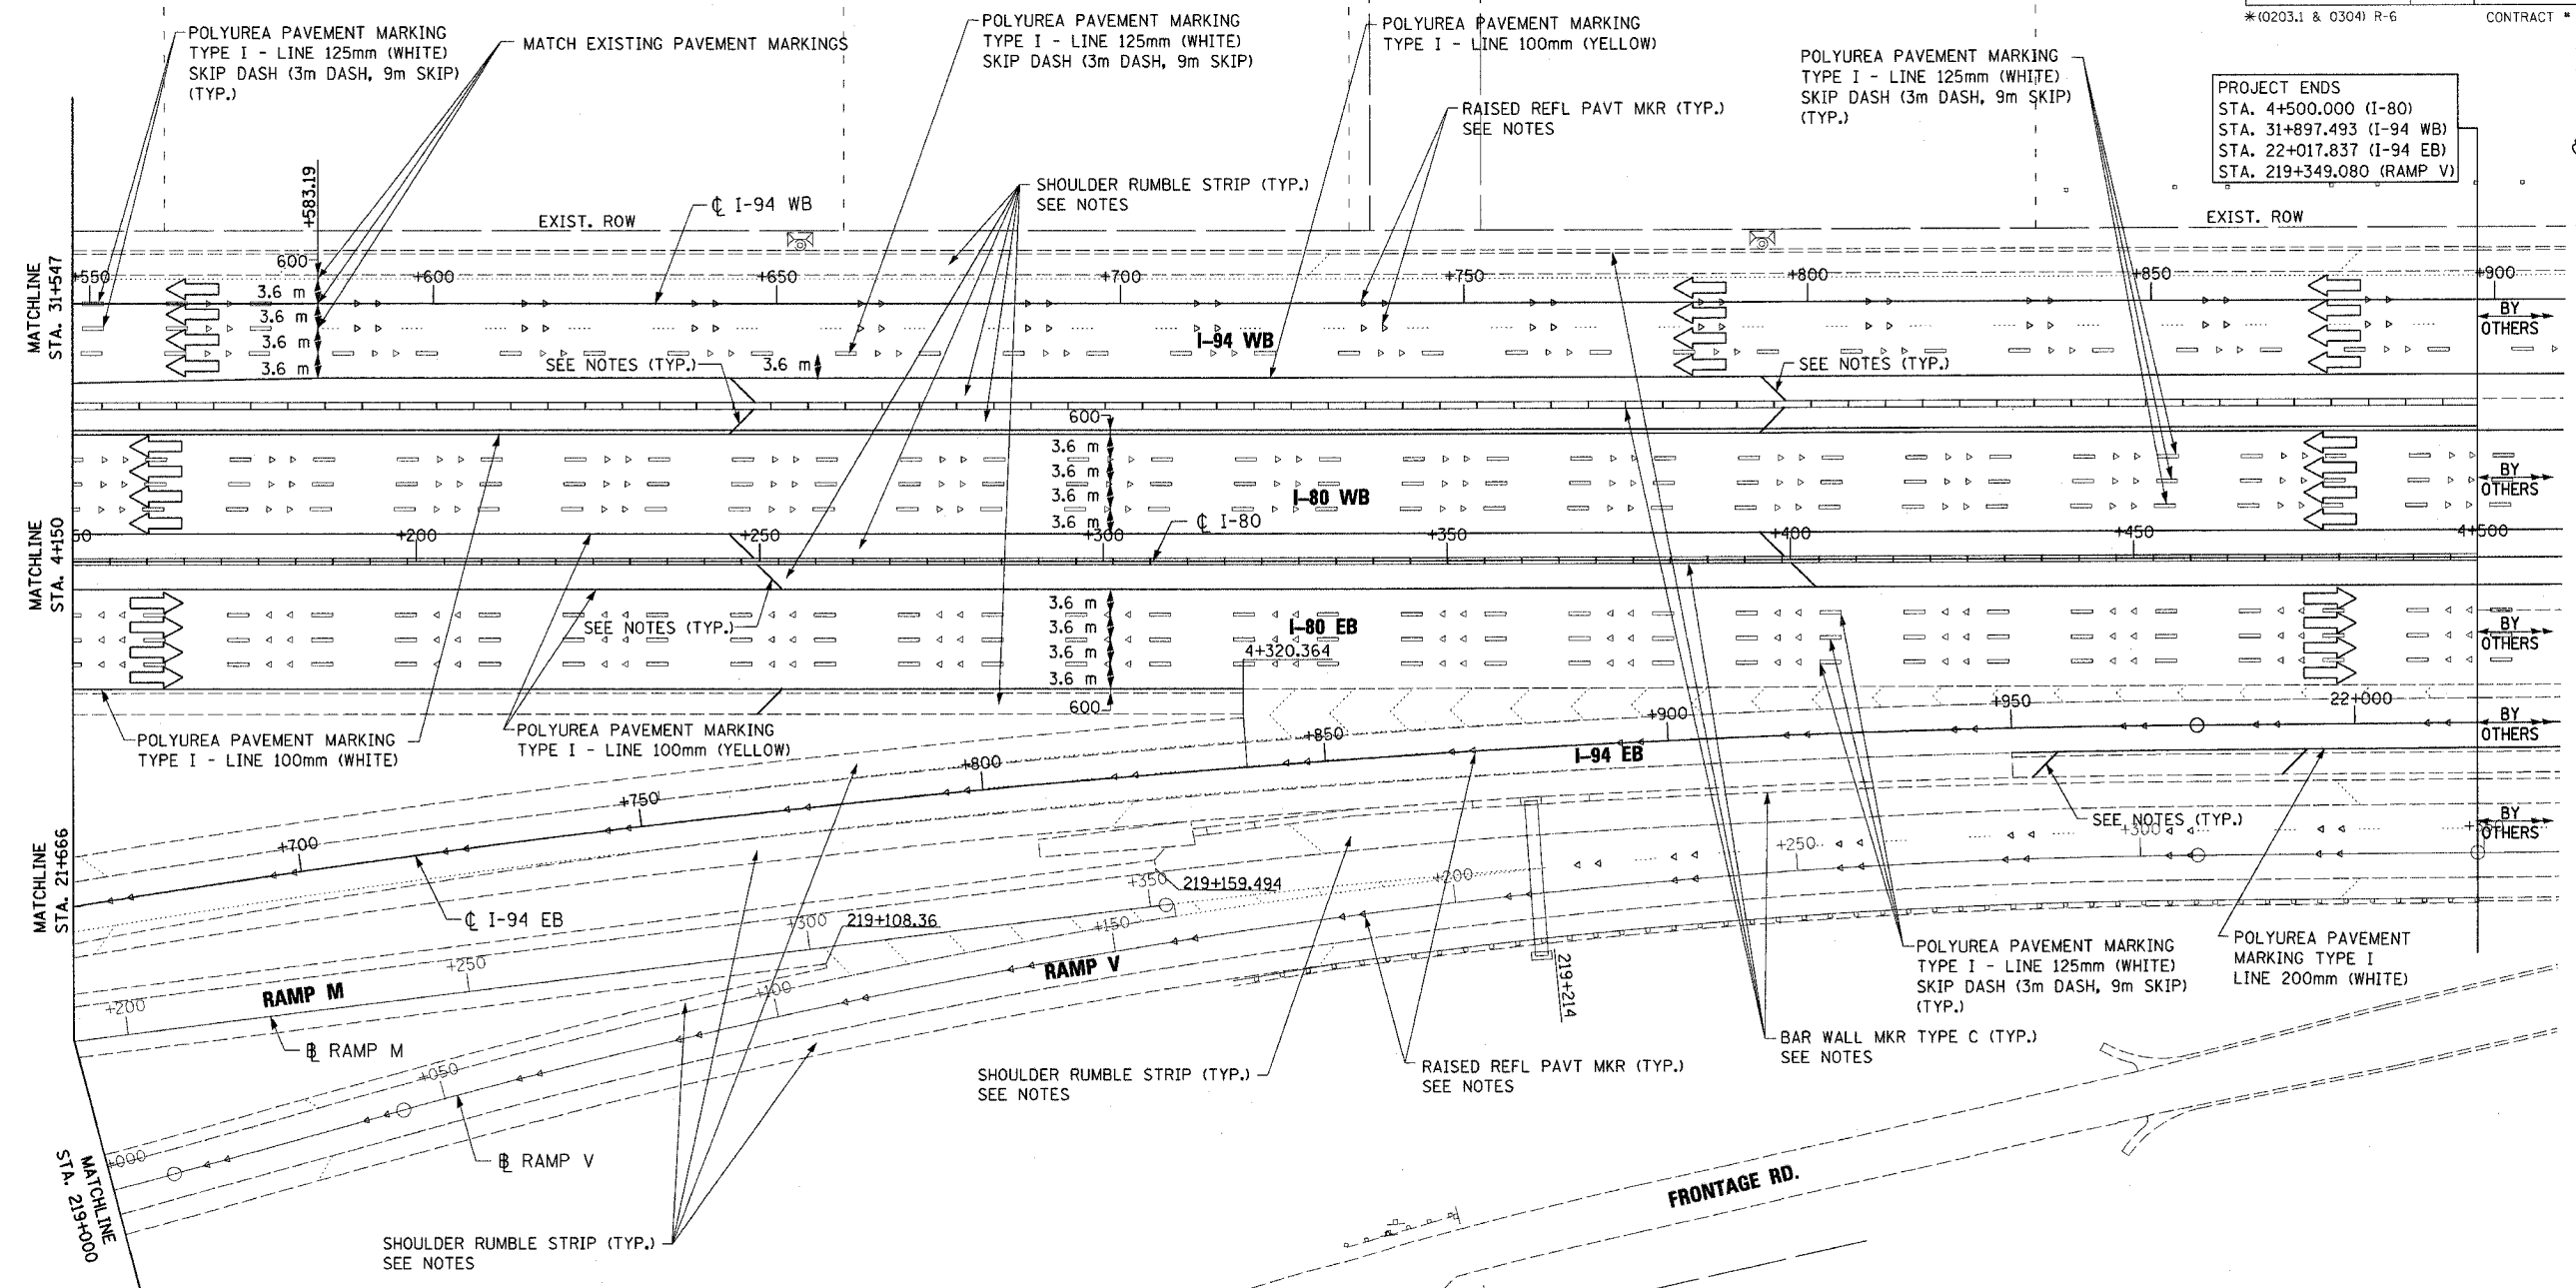 *(0203.1 & 0304) R-6
CONTRACT *
POLYUREA PAVEMENT MARKING
TYPE I - LINE 125mm (WHITE)
SKIP DASH (3m DASH, 9m SKIP)
(TYP.)
MATCH EXISTING PAVEMENT MARKINGS
POLYUREA PAVEMENT MARKING
TYPE I - LINE 125mm (WHITE)
SKIP DASH (3m DASH, 9m SKIP)
POLYUREA PAVEMENT MARKING
TYPE I - LINE 100mm (YELLOW)
POLYUREA PAVEMENT MARKING
TYPE I - LINE 125mm (WHITE)
SKIP DASH (3m DASH, 9m SKIP)
(TYP.)
PROJECT ENDS
STA. 4+500.000 (I-80)
STA. 31+897.493 (I-94 WB)
STA. 22+017.837 (I-94 EB)
STA. 219+349.080 (RAMP V)
RAISED REFL PAVT MKR (TYP.)
SEE NOTES
SHOULDER RUMBLE STRIP (TYP.)
SEE NOTES
+583.19
℄ I-94 WB
EXIST. ROW
EXIST. ROW
MATCHLINE
STA. 31+547
600
+550
+600
+650
+700
+750
+800
+850
+900
3.6 m
3.6 m
3.6 m
3.6 m
3.6 m
I-94 WB
BY
OTHERS
SEE NOTES (TYP.)
SEE NOTES (TYP.)
600
3.6 m
3.6 m
3.6 m
3.6 m
I-80 WB
BY
OTHERS
℄ I-80
MATCHLINE
STA. 4+150
50
+200
+250
+300
+350
+400
+450
4+500
3.6 m
3.6 m
3.6 m
3.6 m
600
SEE NOTES (TYP.)
I-80 EB
4+320.364
BY
OTHERS
POLYUREA PAVEMENT MARKING
TYPE I - LINE 100mm (WHITE)
POLYUREA PAVEMENT MARKING
TYPE I - LINE 100mm (YELLOW)
+700
+750
+800
+850
+900
+950
22+000
I-94 EB
BY
OTHERS
MATCHLINE
STA. 21+666
℄ I-94 EB
SEE NOTES (TYP.)
BY
OTHERS
219+159.494
219+108.36
+200
+250
+300
+350
RAMP M
RAMP V
+000
+050
+100
+150
+200
+250
+300
219+214
RAMP M
RAMP V
POLYUREA PAVEMENT MARKING
TYPE I - LINE 125mm (WHITE)
SKIP DASH (3m DASH, 9m SKIP)
(TYP.)
POLYUREA PAVEMENT
MARKING TYPE I
LINE 200mm (WHITE)
BAR WALL MKR TYPE C (TYP.)
SEE NOTES
RAISED REFL PAVT MKR (TYP.)
SEE NOTES
SHOULDER RUMBLE STRIP (TYP.)
SEE NOTES
MATCHLINE
STA. 219+000
SHOULDER RUMBLE STRIP (TYP.)
SEE NOTES
FRONTAGE RD.